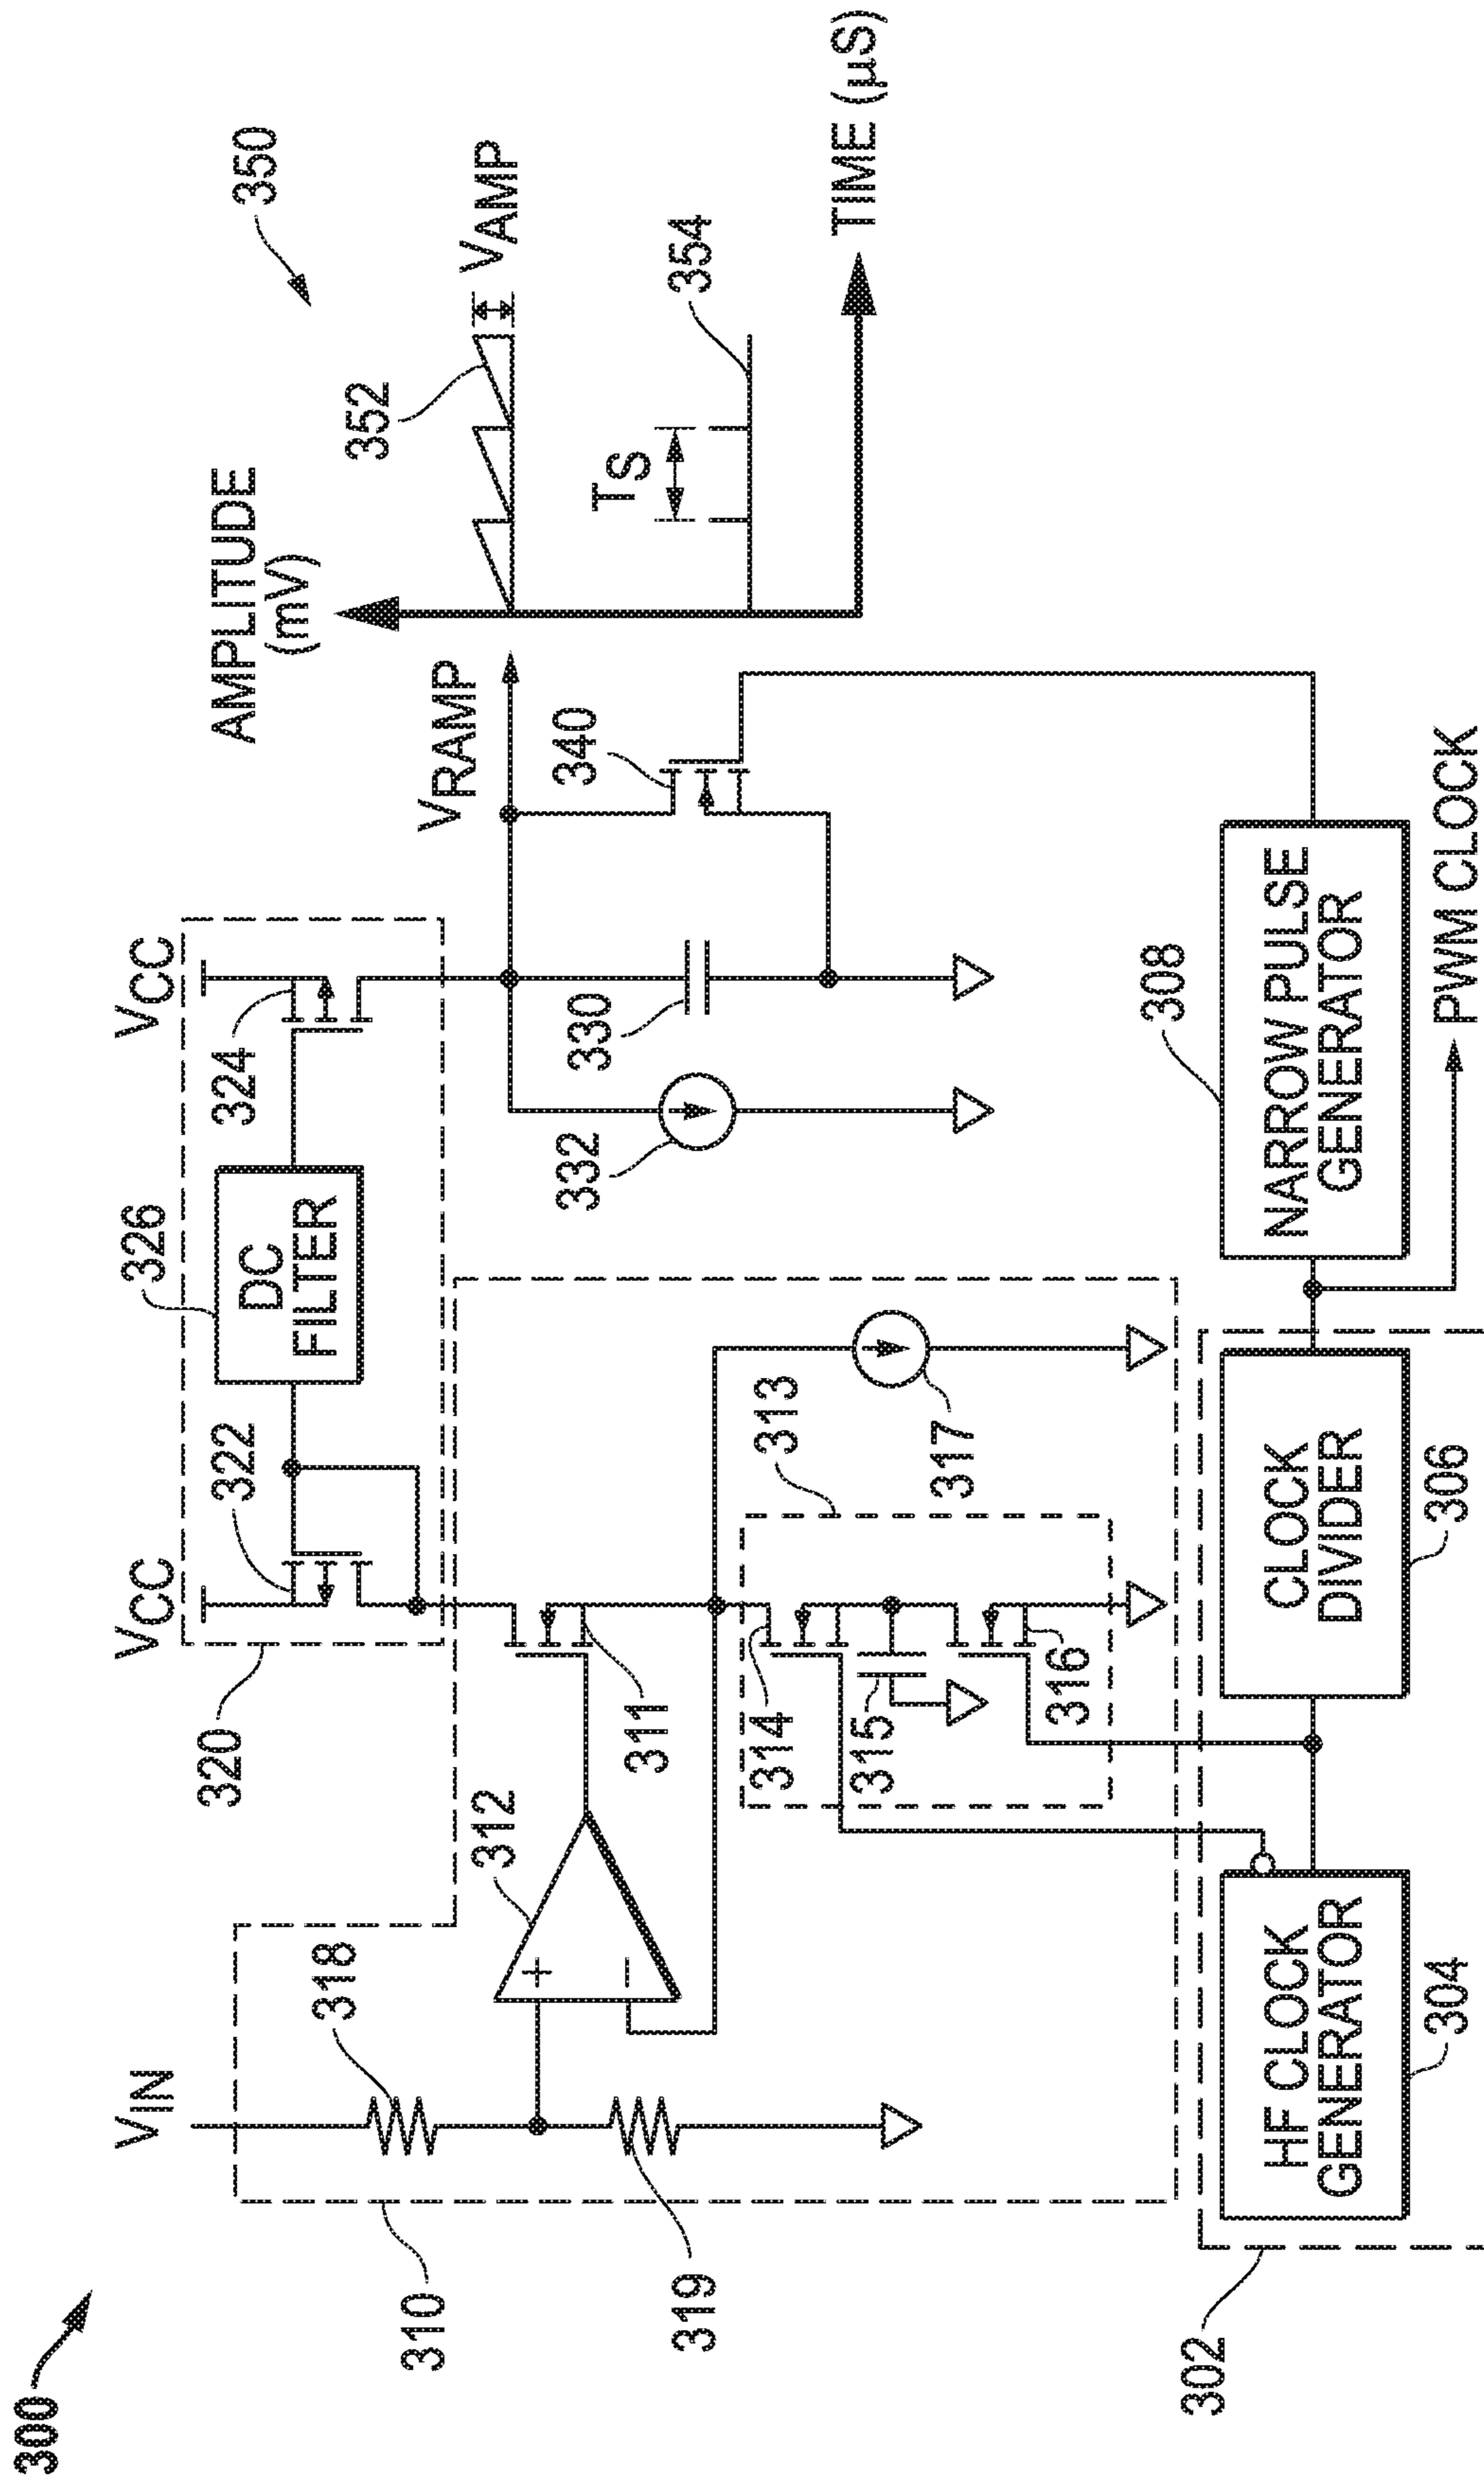 300
310
VIN
318
319
312
311
320
VCC
322
326
DC
FILTER
VCC
324
332
330
VRAMP
340
313
314
315
316
317
302
HF CLOCK
GENERATOR
304
CLOCK
DIVIDER
306
NARROW PULSE
GENERATOR
308
PWM CLOCK
350
AMPLITUDE
(mV)
352
VAMP
TS
354
TIME (µS)
+
−